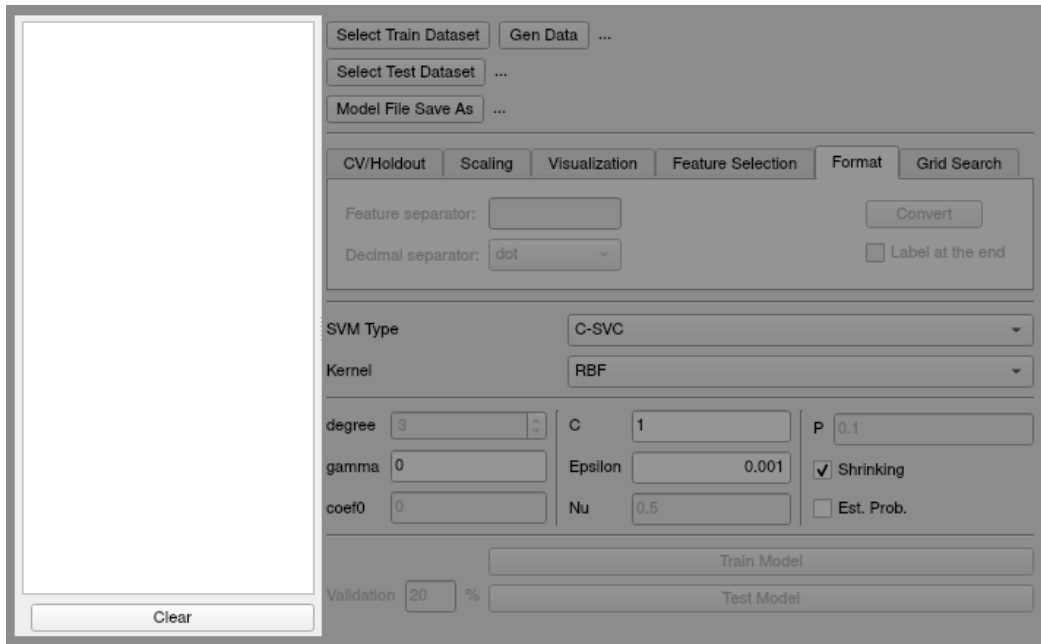 Select Train Dataset Gen Data ...
Select Test Dataset ...
Model File Save As ...
CV/Holdout Scaling Visualization Feature Selection Format Grid Search
Feature separator: Convert
Decimal separator: dot Label at the end
SVM Type C-SVC
Kernel RBF
degree 3 C 1 P 0.1
gamma 0 Epsilon 0.001 Shrinking
coef0 0 Nu 0.5 Est. Prob.
Train Model
Validation 20 % Test Model
Clear